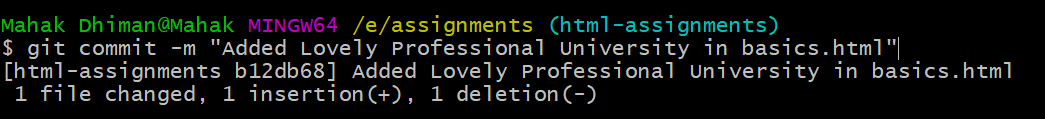 Mahak Dhiman@Mahak MINGW64 /e/assignments (html-assignments)
$ git commit -m "Added Lovely Professional University in basics.html"
[html-assignments b12db68] Added Lovely Professional University in basics.html
 1 file changed, 1 insertion(+), 1 deletion(-)